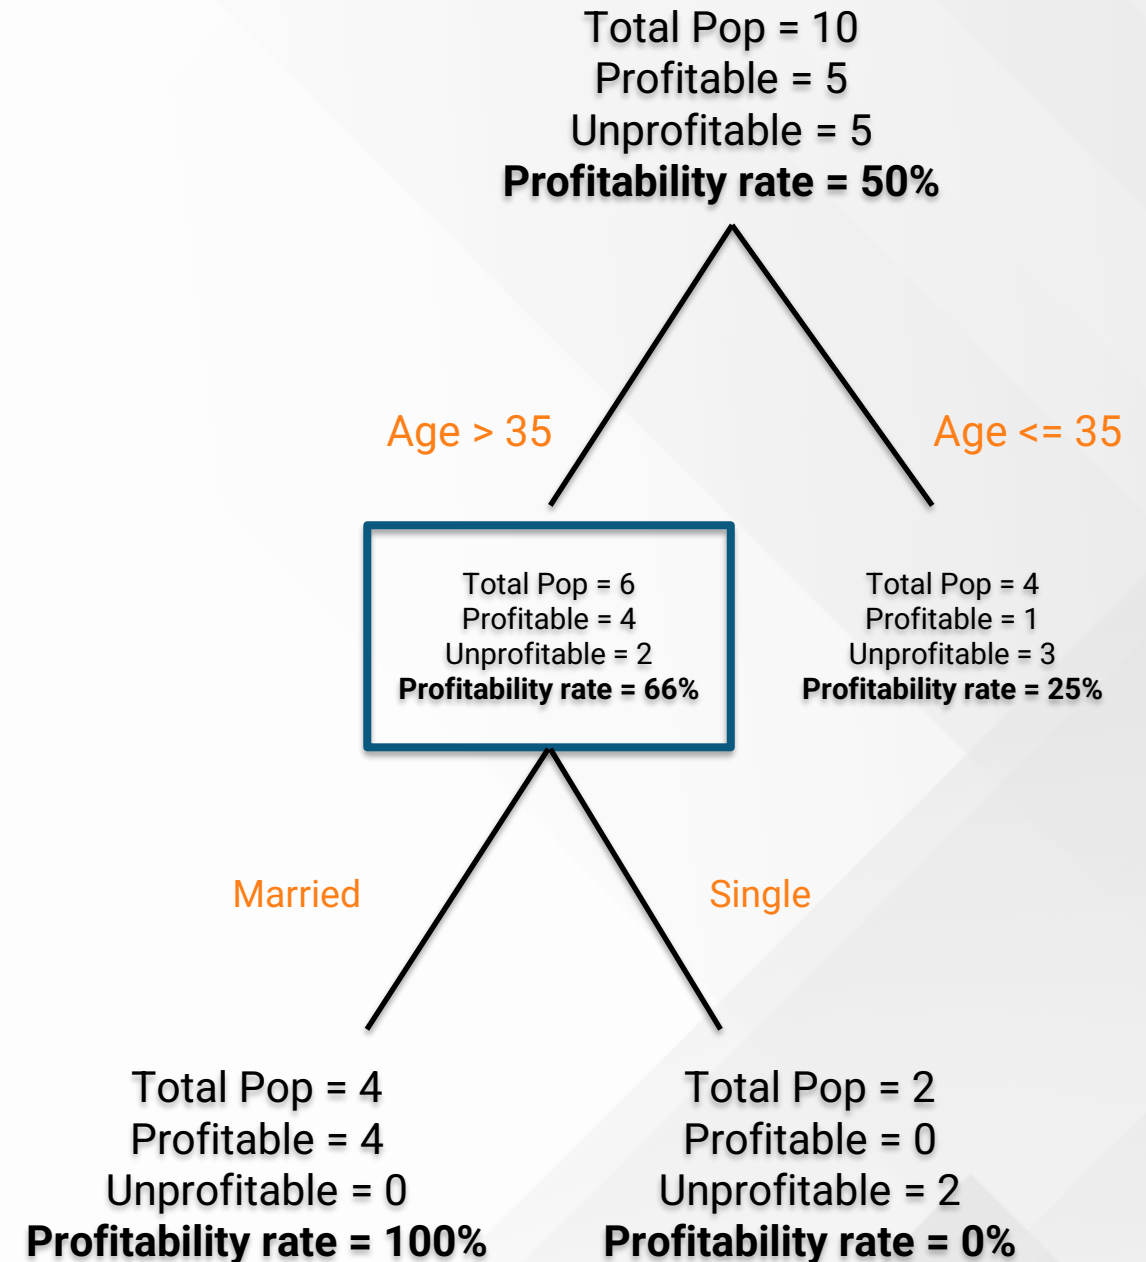 Total Pop = 10
Profitable = 5
Unprofitable = 5
Profitability rate = 50%
Age > 35
Age <= 35
Total Pop = 6
Profitable = 4
Unprofitable = 2
Profitability rate = 66%
Total Pop = 4
Profitable = 1
Unprofitable = 3
Profitability rate = 25%
Married
Single
Total Pop = 4
Profitable = 4
Unprofitable = 0
Profitability rate = 100%
Total Pop = 2
Profitable = 0
Unprofitable = 2
Profitability rate = 0%